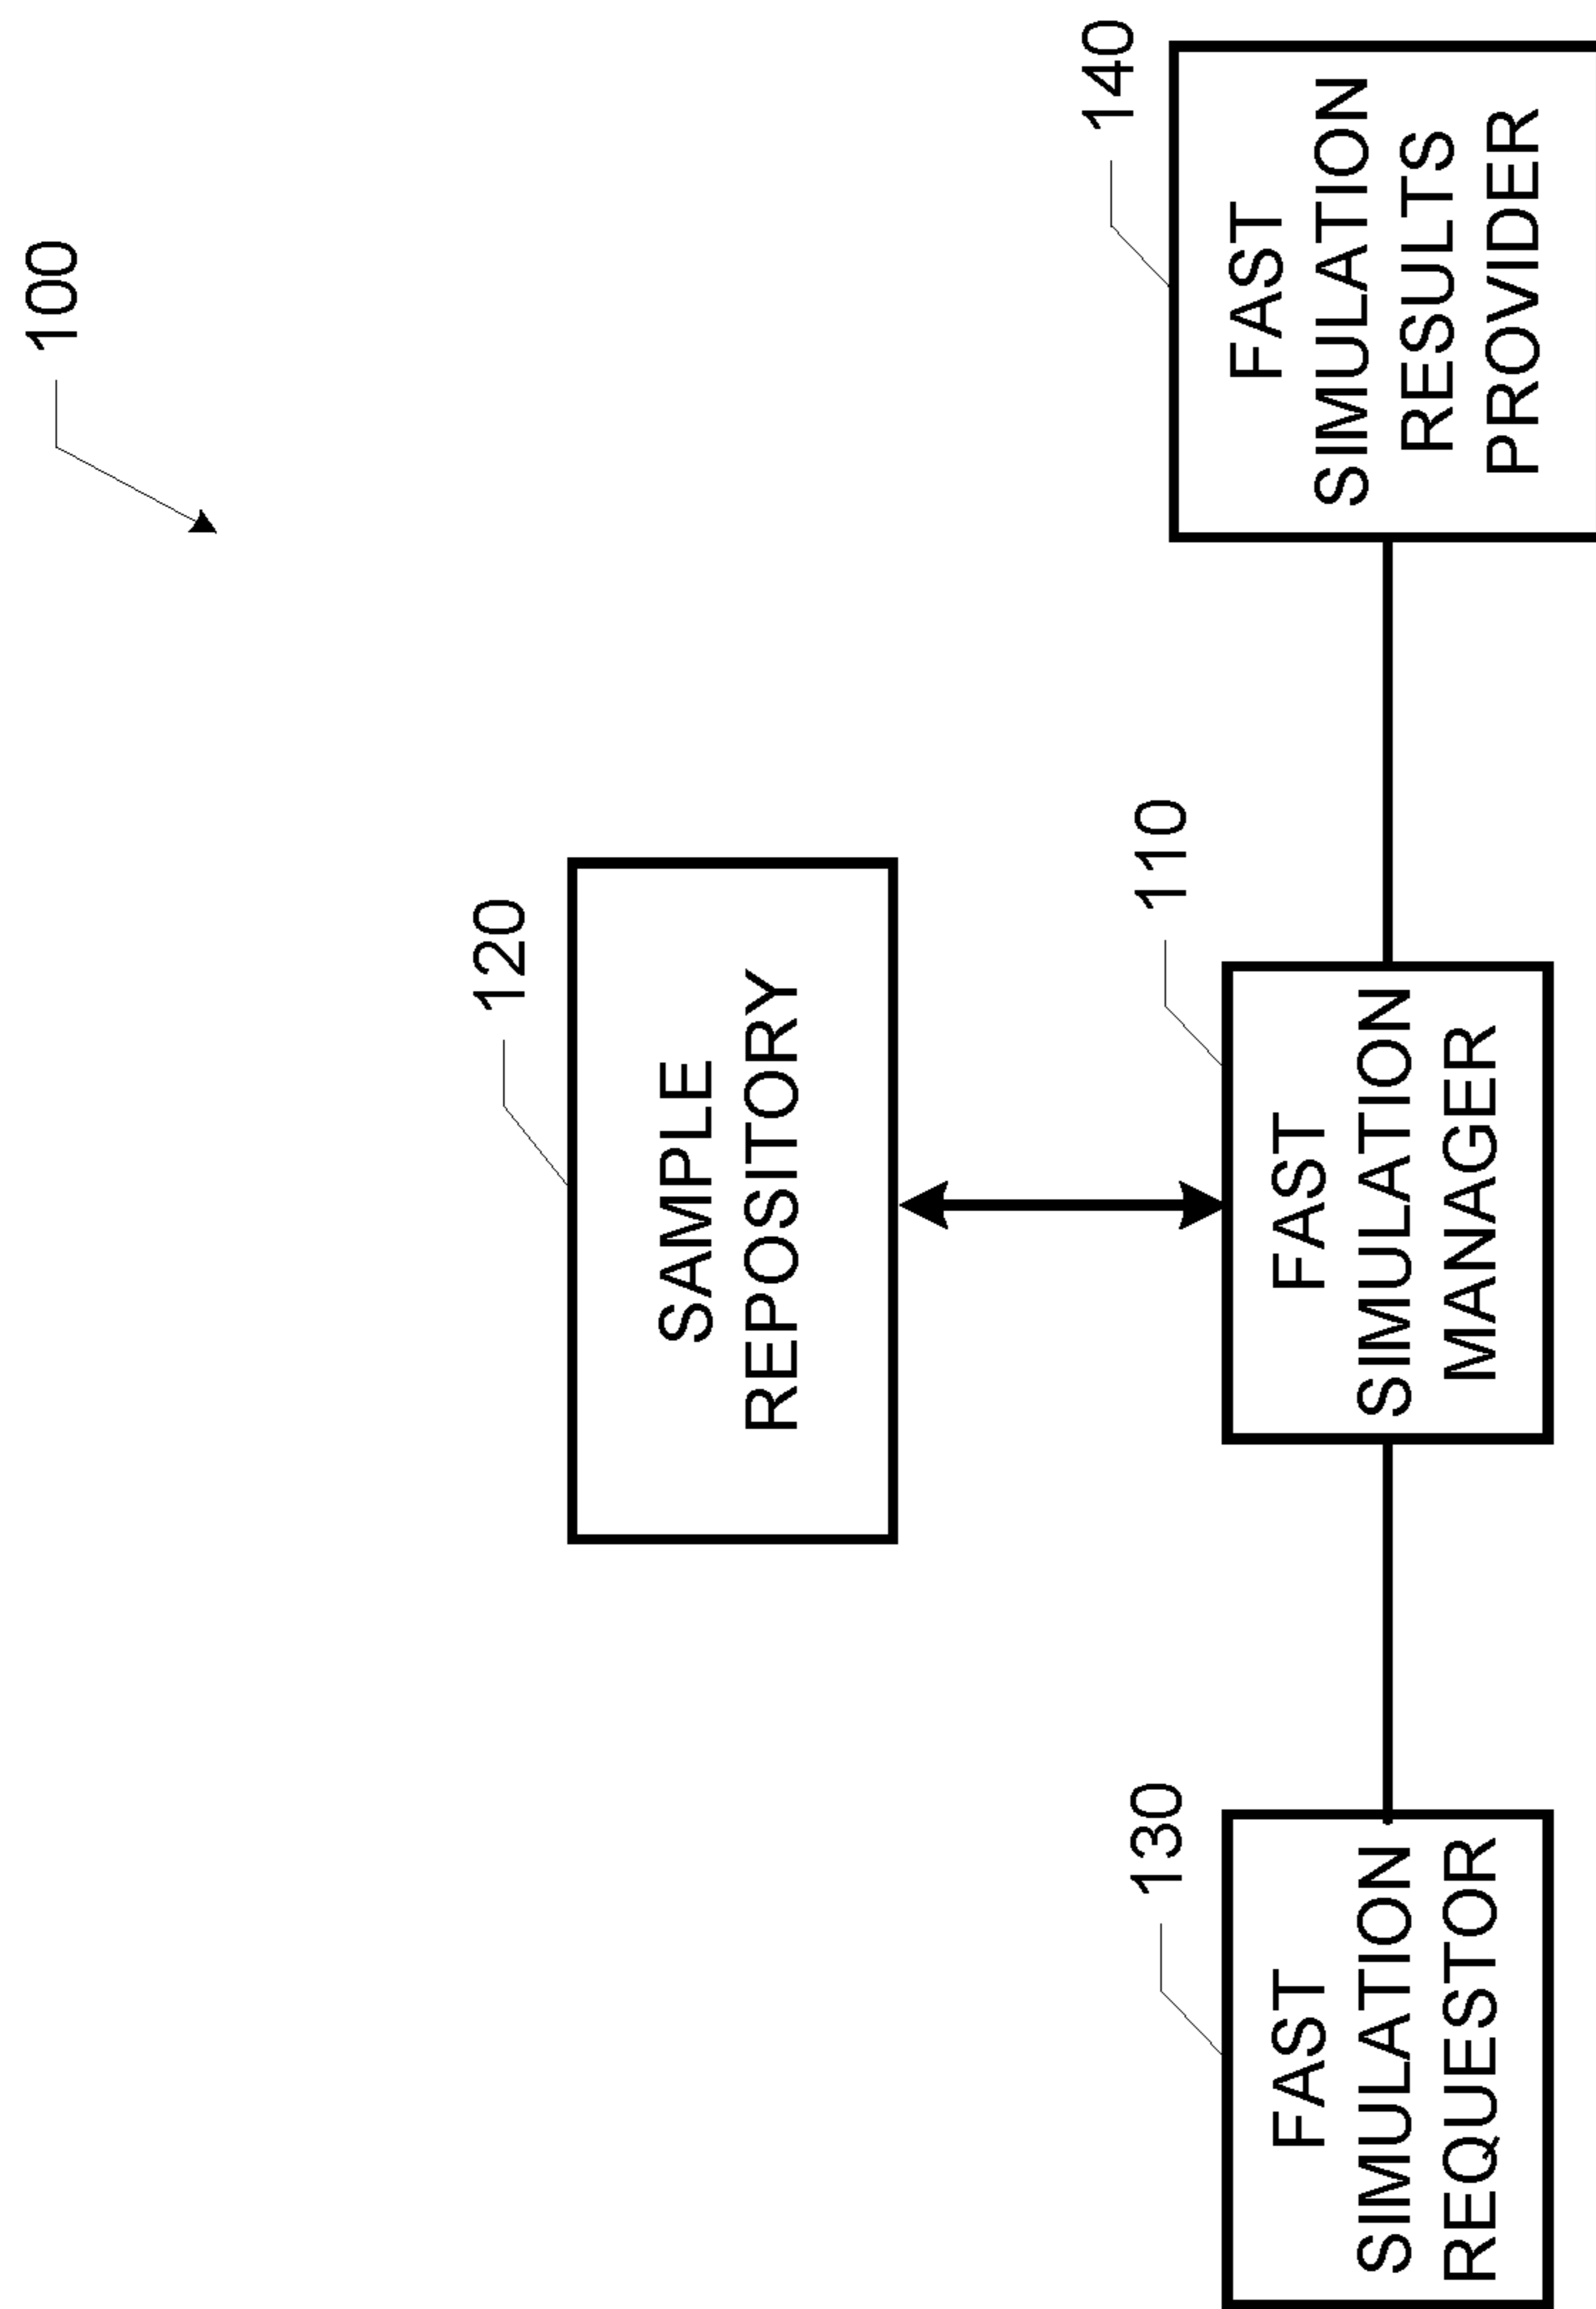 100
120
SAMPLE
REPOSITORY
130
FAST
SIMULATION
REQUESTOR
110
FAST
SIMULATION
MANAGER
140
FAST
SIMULATION
RESULTS
PROVIDER